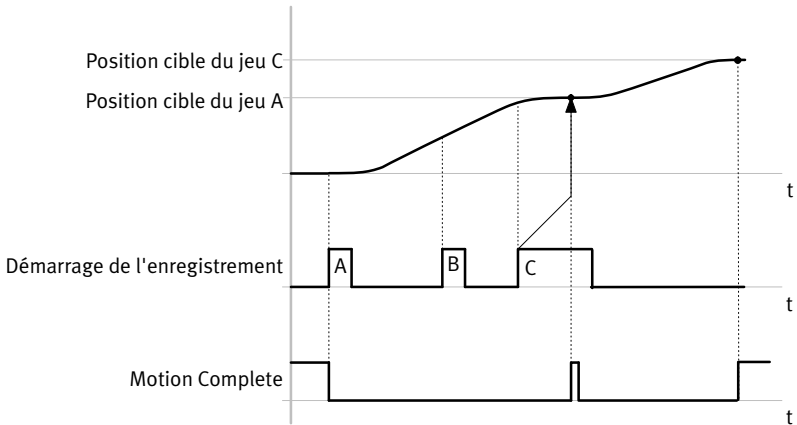 Position cible du jeu C
Position cible du jeu A
t
Démarrage de l'enregistrement
A
B
C
t
Motion Complete
t